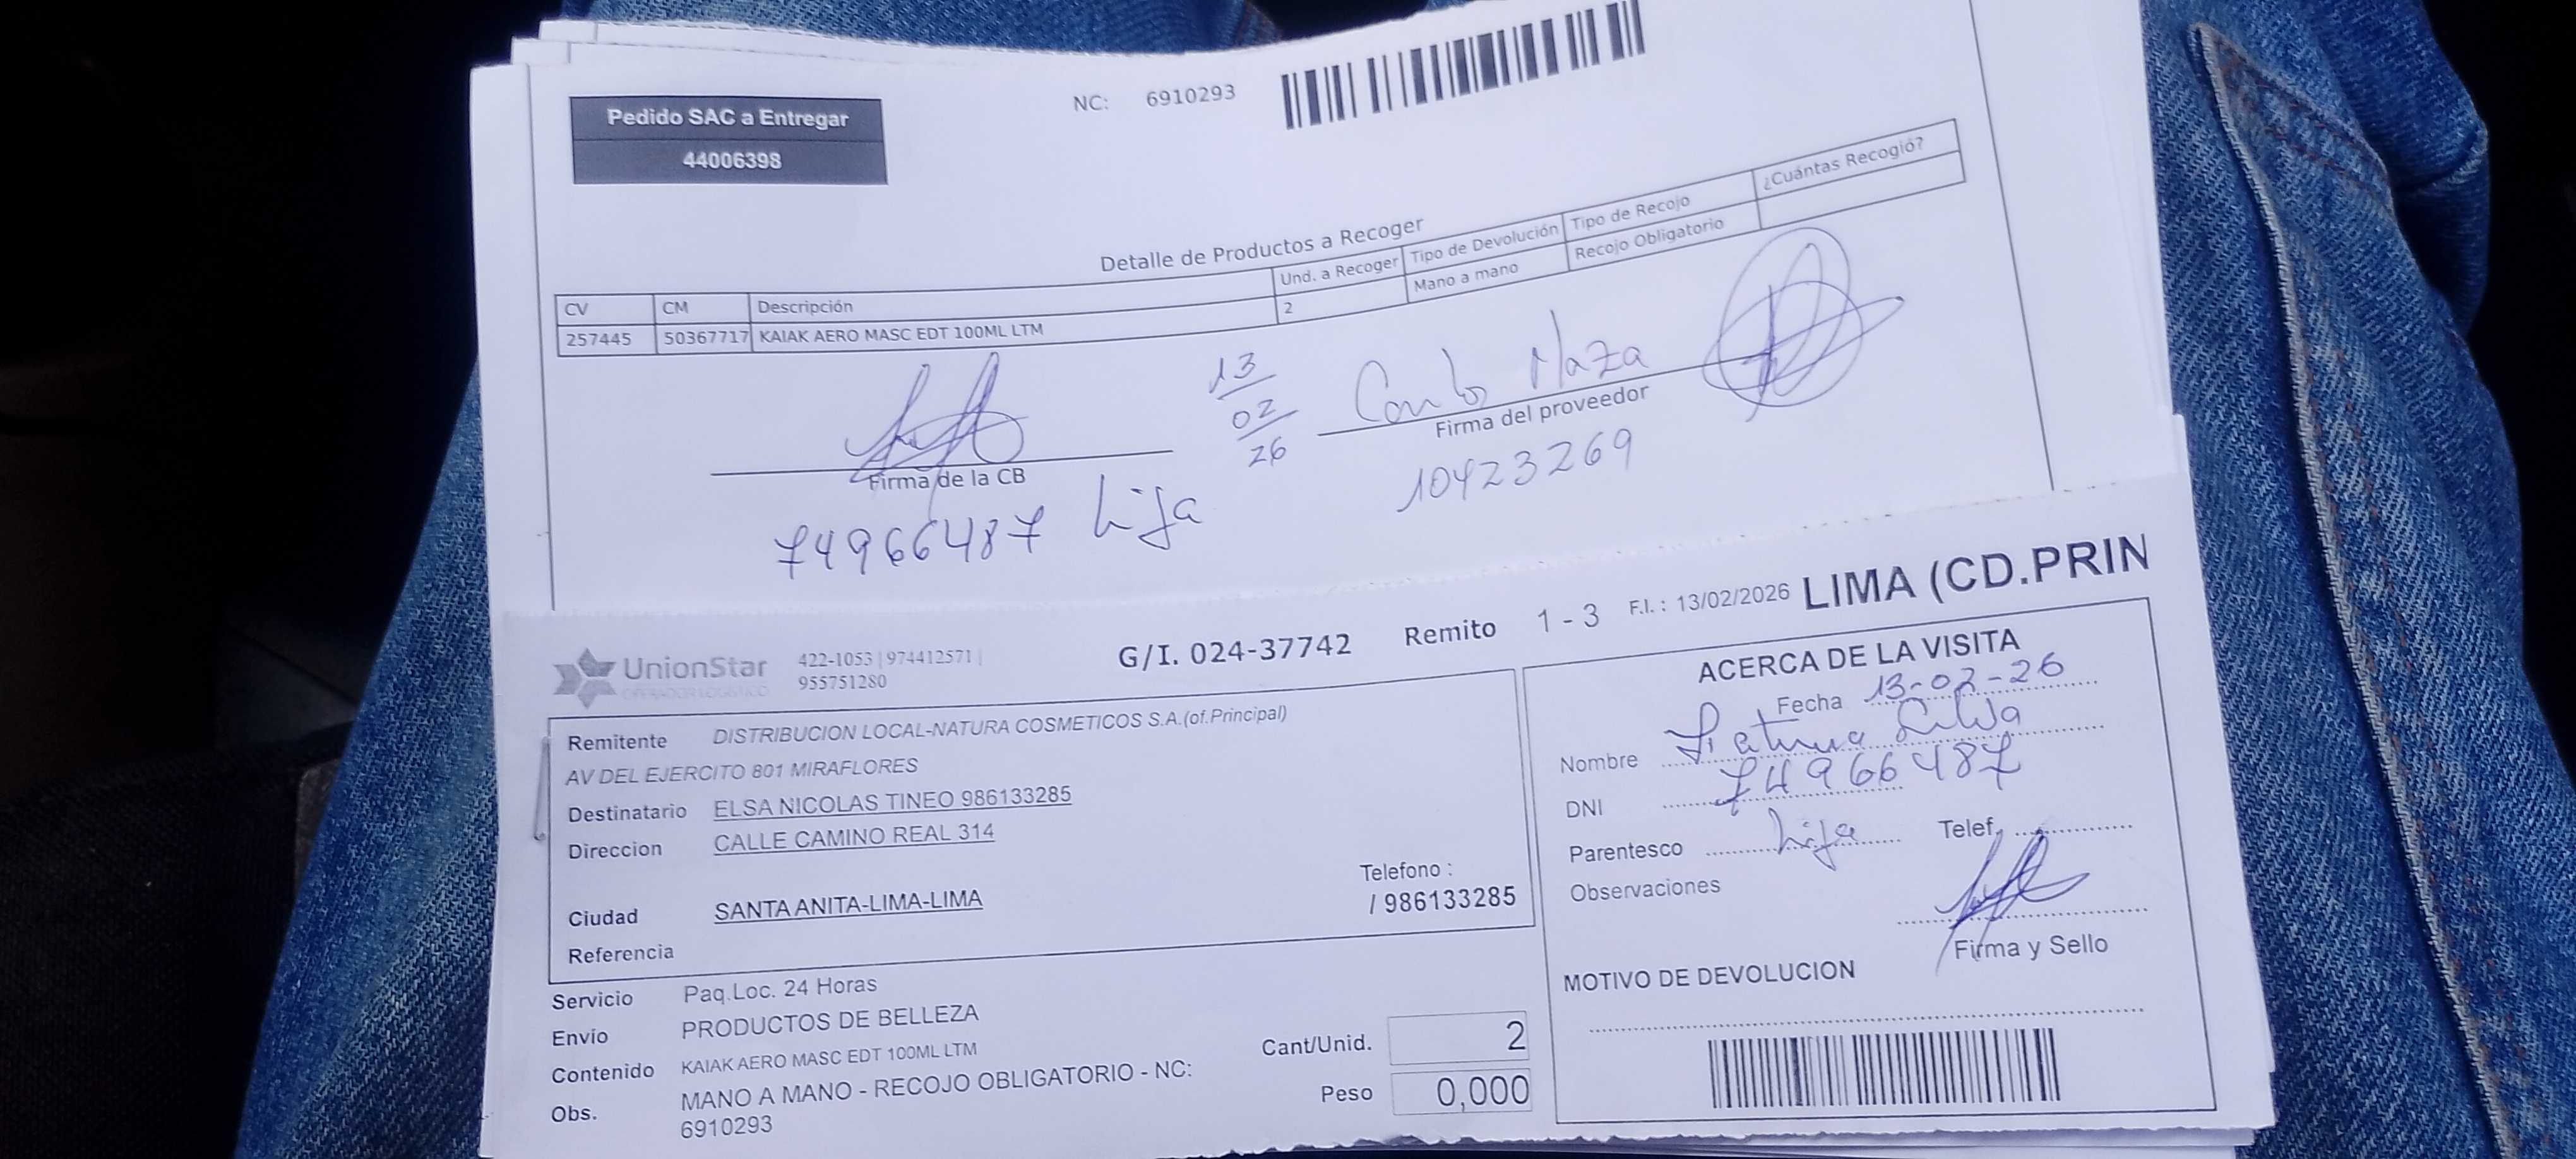 Pedido SAC a Entregar
44006398
NC: 6910293
Detalle de Productos a Recoger
CV CM Descripción Und. a Recoger Tipo de Devolución Tipo de Recojo ¿Cuántas Recogió?
257445 50367717 KAIAK AERO MASC EDT 100ML LTM 2 Mano a mano Recojo Obligatorio
13
02
26
Maza
Firma de la CB
Firma del proveedor
74966487 hija
10423269
UnionStar
OPERADOR LOGISTICO
422-1053 | 974412571 |
955751280
G/I. 024-37742 Remito 1 - 3 F.I. : 13/02/2026 LIMA (CD.PRIN
Remitente DISTRIBUCION LOCAL-NATURA COSMETICOS S.A.(of.Principal)
AV DEL EJERCITO 801 MIRAFLORES
Destinatario ELSA NICOLAS TINEO 986133285
Direccion CALLE CAMINO REAL 314
Telefono :
Ciudad SANTA ANITA-LIMA-LIMA / 986133285
Referencia
Servicio Paq.Loc. 24 Horas
Envío PRODUCTOS DE BELLEZA
Contenido KAIAK AERO MASC EDT 100ML LTM
Obs. MANO A MANO - RECOJO OBLIGATORIO - NC:
6910293
Cant/Unid. 2
Peso 0,000
ACERCA DE LA VISITA
Fecha 13-02-26
Nombre Silva
DNI 74966487
Parentesco hija Telef.
Observaciones
Firma y Sello
MOTIVO DE DEVOLUCION